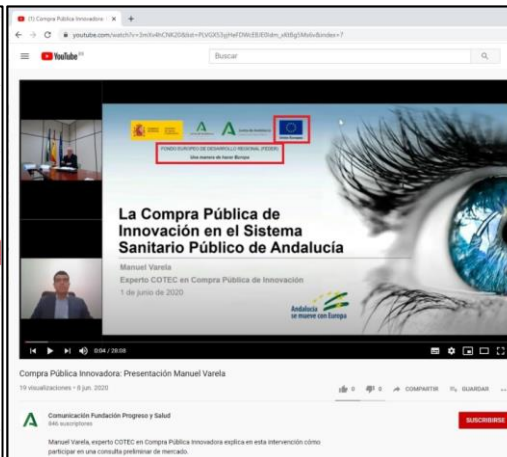 (1) Compra Pública Innovadora
YouTube ES
Buscar
FONDO EUROPEO DE DESARROLLO REGIONAL (FEDER)
Una manera de hacer Europa
La Compra Pública de
Innovación en el Sistema
Sanitario Público de Andalucía
Manuel Varela
Experto COTEC en Compra Pública de Innovación
1 de junio de 2020
Andalucía
se mueve con Europa
0:04 / 28:08
Compra Pública Innovadora: Presentación Manuel Varela
19 visualizaciones • 8 jun. 2020
0 0 COMPARTIR GUARDAR
Comunicación Fundación Progreso y Salud
646 suscriptores
SUSCRIBIRSE
Manuel Varela, experto COTEC en Compra Pública Innovadora explica en esta intervención cómo
participar en una consulta preliminar de mercado.